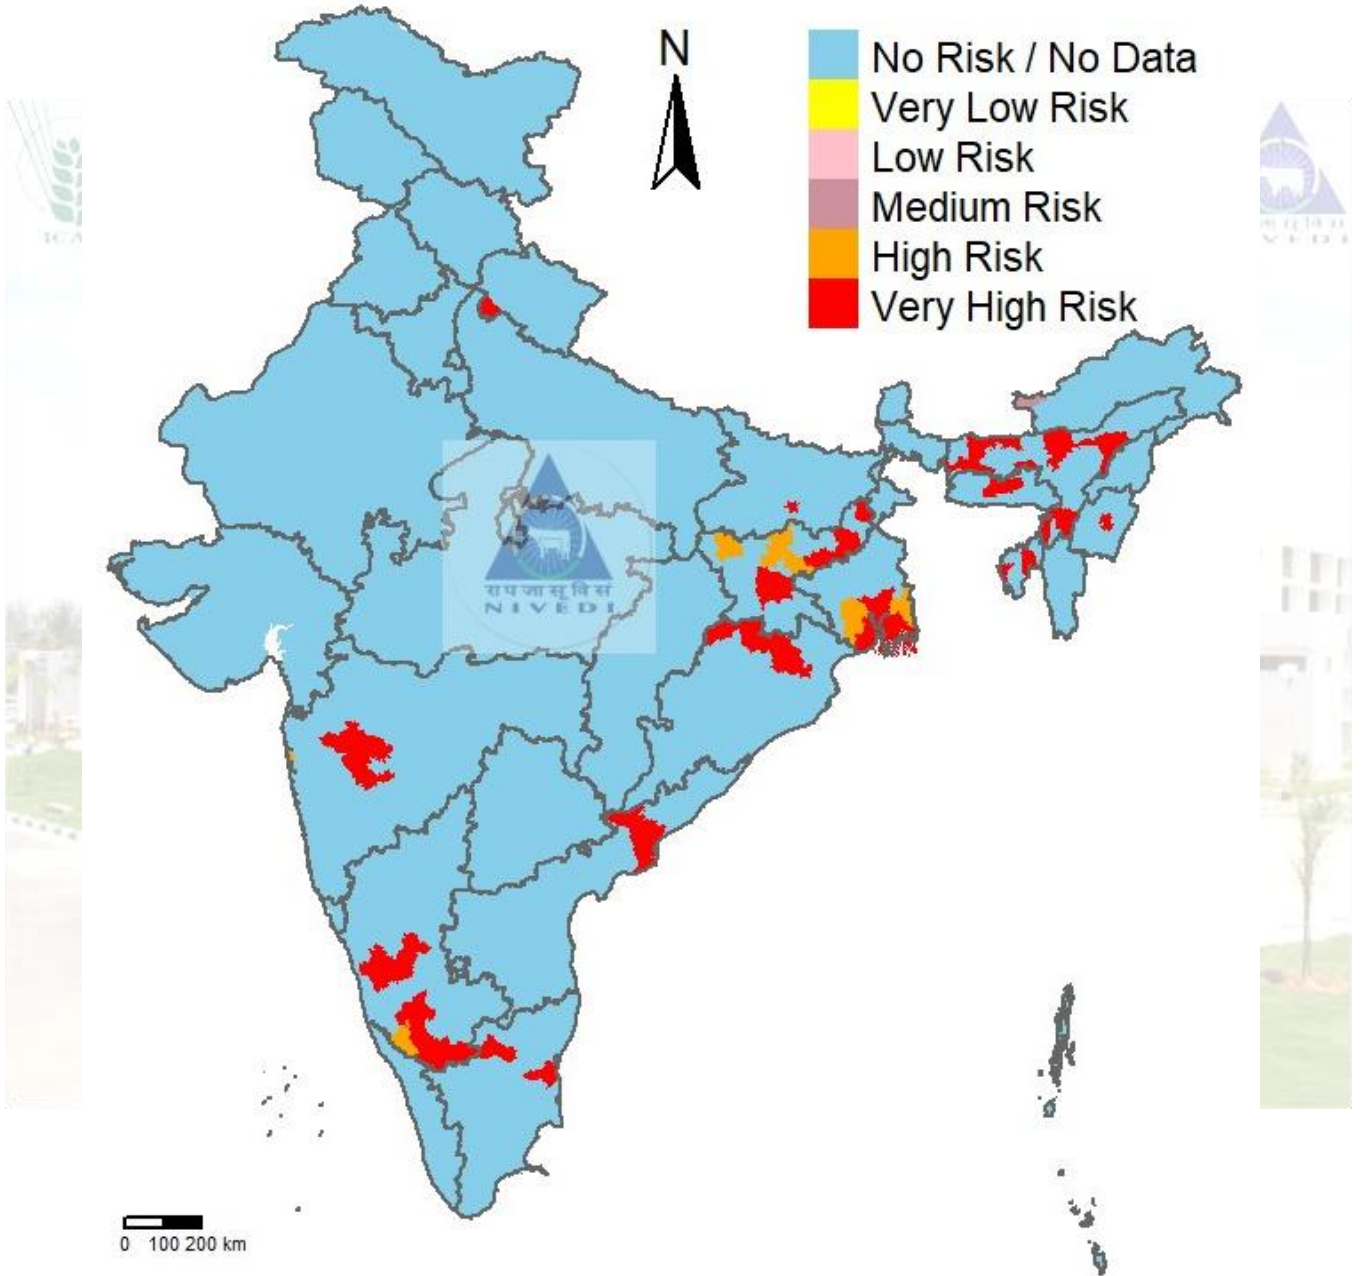 N
No Risk / No Data
Very Low Risk
Low Risk
Medium Risk
High Risk
Very High Risk
NIVEDI
0 100 200 km